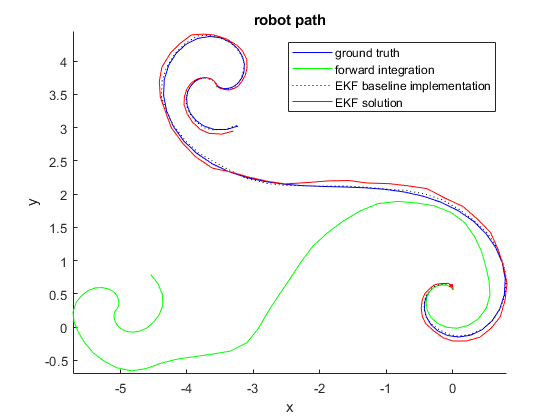 robot path
ground truth
forward integration
EKF baseline implementation
EKF solution
4
3.5
3
2.5
2
1.5
1
0.5
0
-0.5
y
-5
-4
-3
-2
-1
0
x